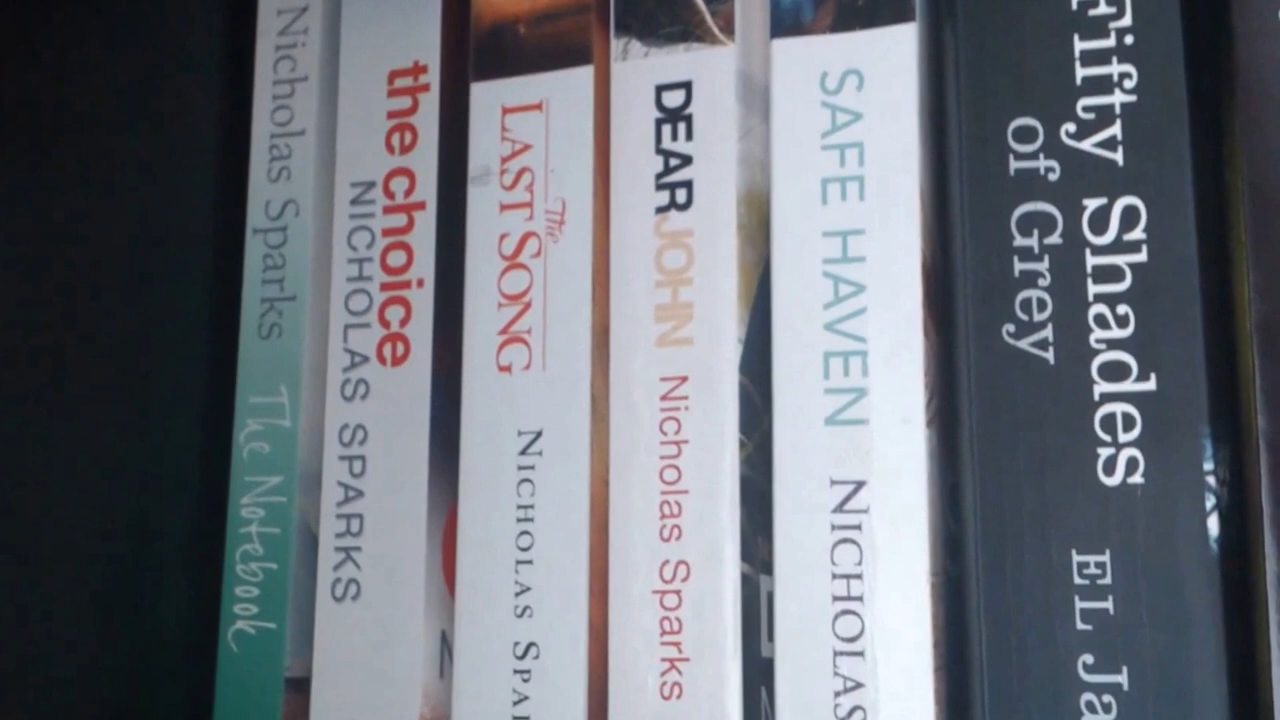 Nicholas Sparks The Notebook
the choice
NICHOLAS SPARKS
The
LAST SONG
NICHOLAS SPAR
DEAR JOHN Nicholas Sparks
SAFE HAVEN NICHOLAS
Fifty Shades
of Grey
EL Ja